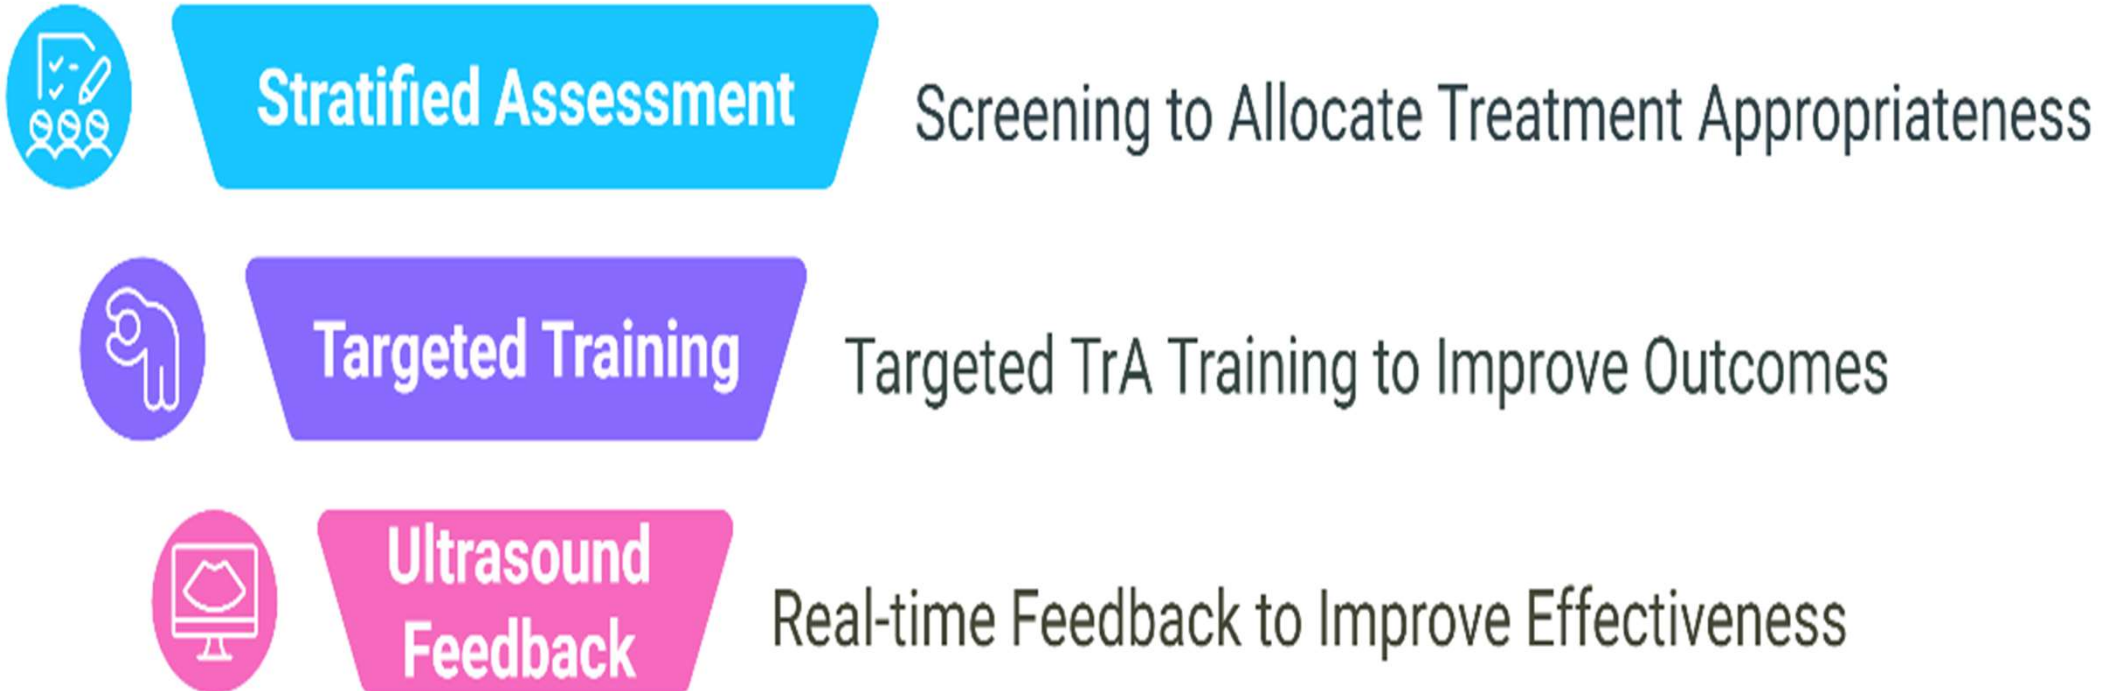 Stratified Assessment
Screening to Allocate Treatment Appropriateness
Targeted Training
Targeted TrA Training to Improve Outcomes
Ultrasound
Feedback
Real-time Feedback to Improve Effectiveness